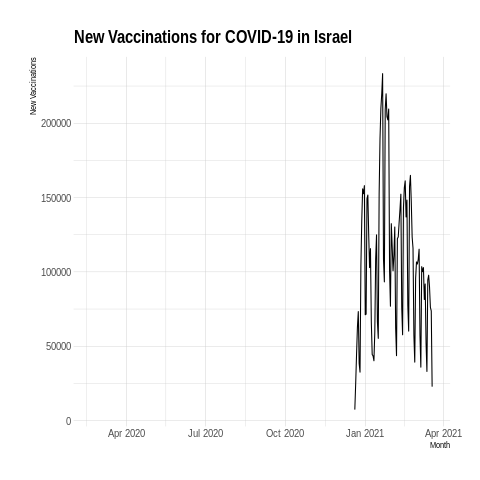 New Vaccinations for COVID-19 in Israel
New Vaccinations
200000
150000
100000
50000
0
Apr 2020 Jul 2020 Oct 2020 Jan 2021 Apr 2021
Month